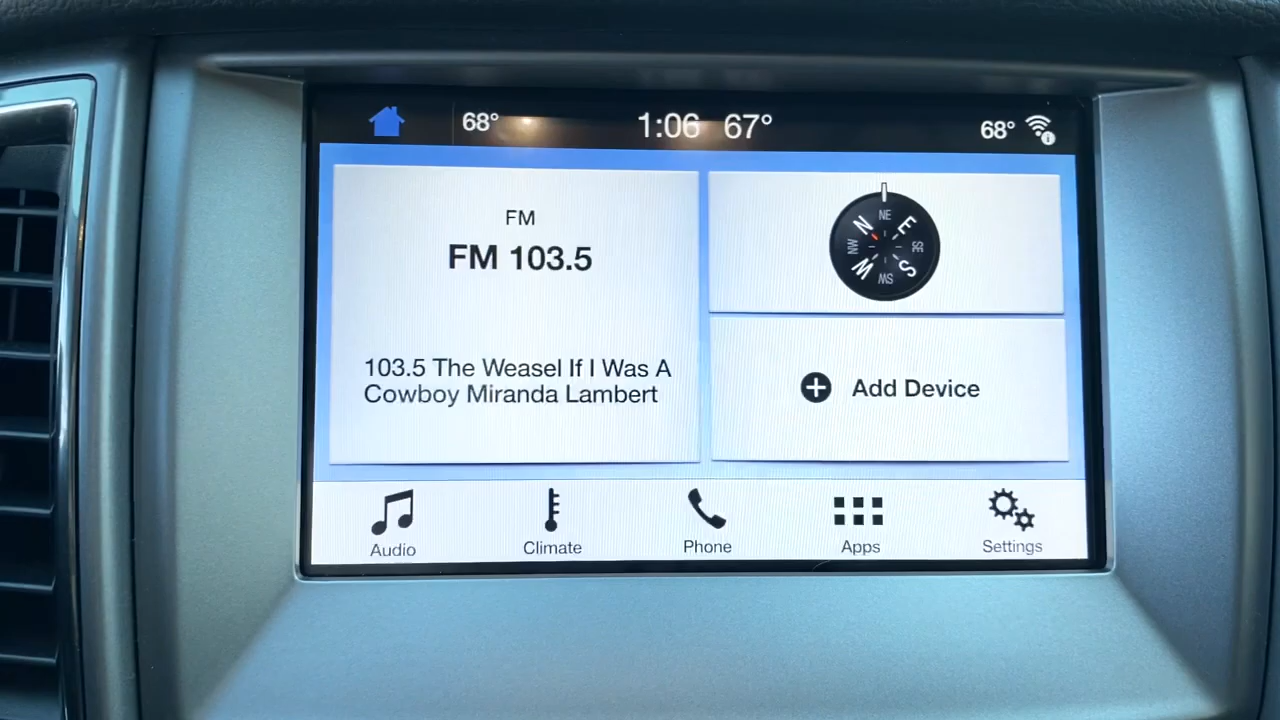 68° 1:06 67° 68°
FM
FM 103.5
103.5 The Weasel If I Was A
Cowboy Miranda Lambert
NE
N E
NW SE
W S
SW
Add Device
Audio Climate Phone Apps Settings